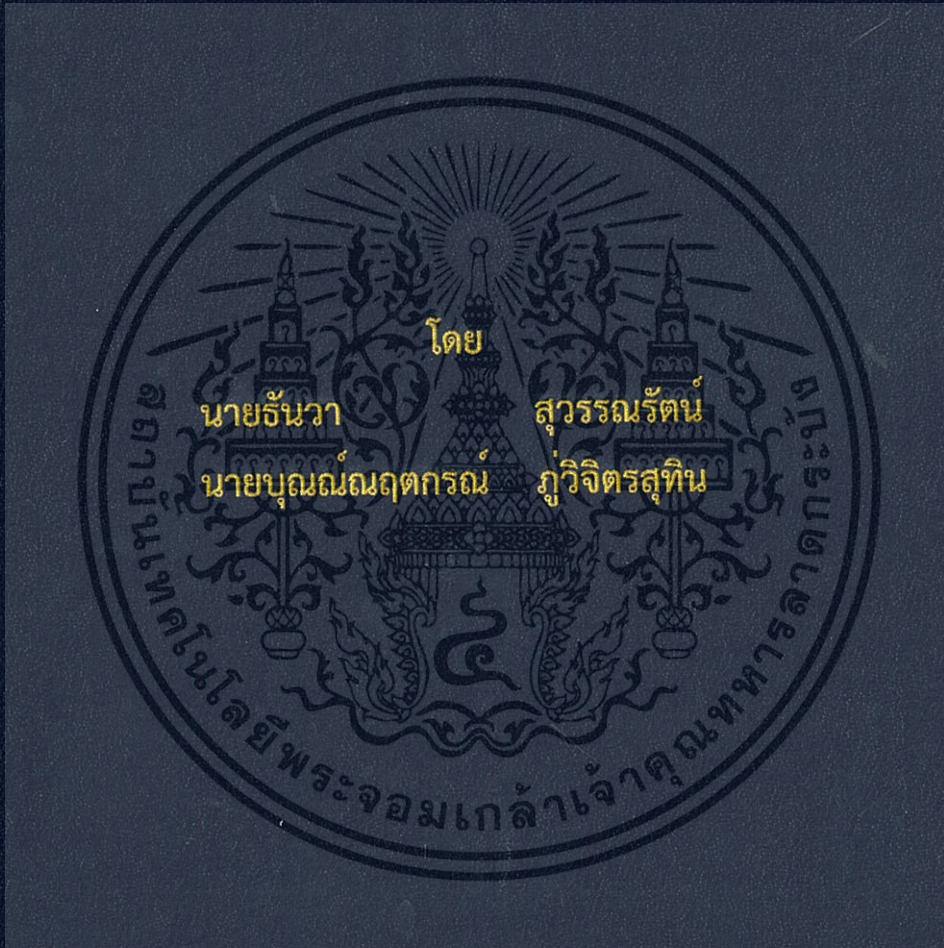 โดย
นายธันวา สุวรรณรัตน์
นายบุณณ์ณฤตกรณ์ ภู่วิจิตรสุทิน
สถาบันเทคโนโลยีพระจอมเกล้าเจ้าคุณทหารลาดกระบัง
๔